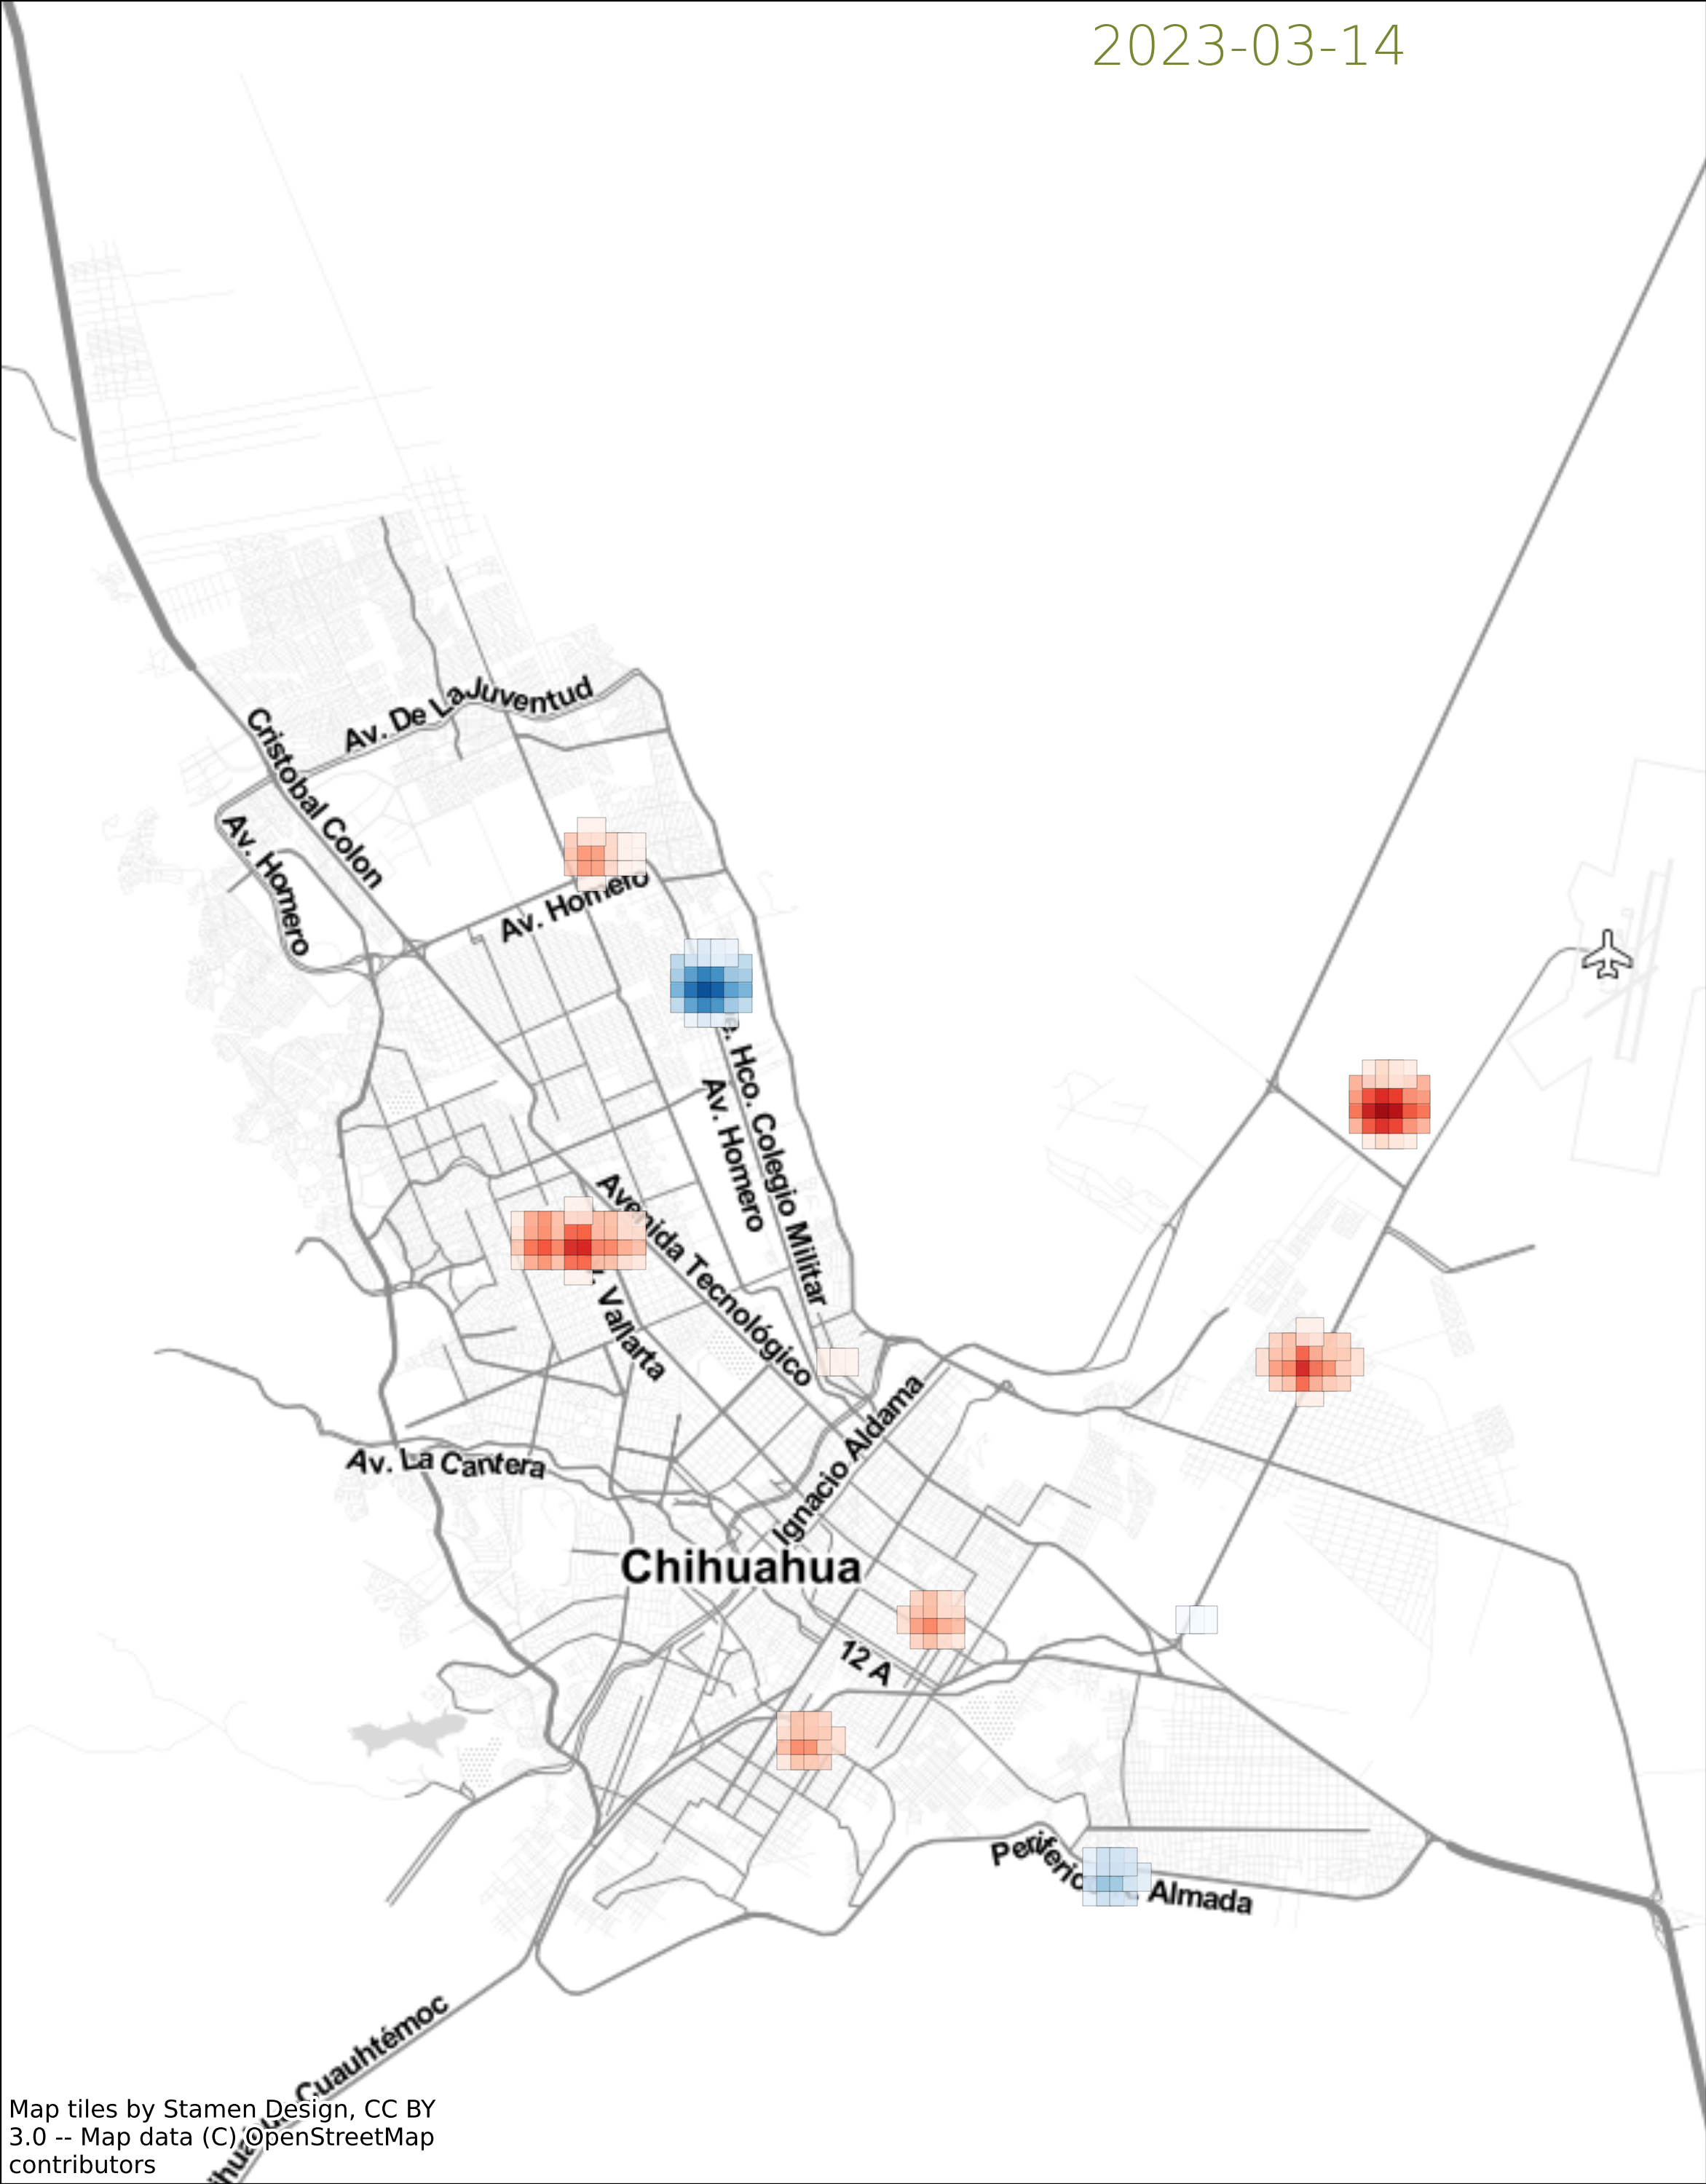 2023-03-14
Av. De La Juventud
Cristobal Colon
Av. Homero
Av. Homero
Hco. Colegio Militar
Av. Homero
Avenida Tecnológico
Vallarta
Ignacio Aldama
Av. La Cantera
Chihuahua
12 A
Periferico
Almada
Cuauhtémoc
Map tiles by Stamen Design, CC BY
3.0 -- Map data (C) OpenStreetMap
contributors